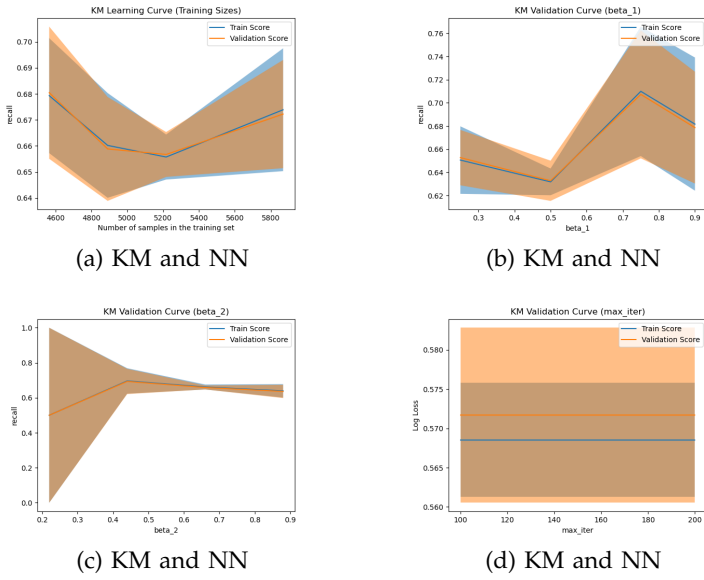 KM Learning Curve (Training Sizes)
Train Score
Validation Score
recall
0.70
0.69
0.68
0.67
0.66
0.65
0.64
4600 4800 5000 5200 5400 5600 5800
Number of samples in the training set
(a) KM and NN
KM Validation Curve (beta_1)
Train Score
Validation Score
recall
0.76
0.74
0.72
0.70
0.68
0.66
0.64
0.62
0.3 0.4 0.5 0.6 0.7 0.8 0.9
beta_1
(b) KM and NN
KM Validation Curve (beta_2)
Train Score
Validation Score
recall
1.0
0.8
0.6
0.4
0.2
0.0
0.2 0.3 0.4 0.5 0.6 0.7 0.8 0.9
beta_2
(c) KM and NN
KM Validation Curve (max_iter)
Train Score
Validation Score
Log Loss
0.580
0.575
0.570
0.565
0.560
100 120 140 160 180 200
max_iter
(d) KM and NN